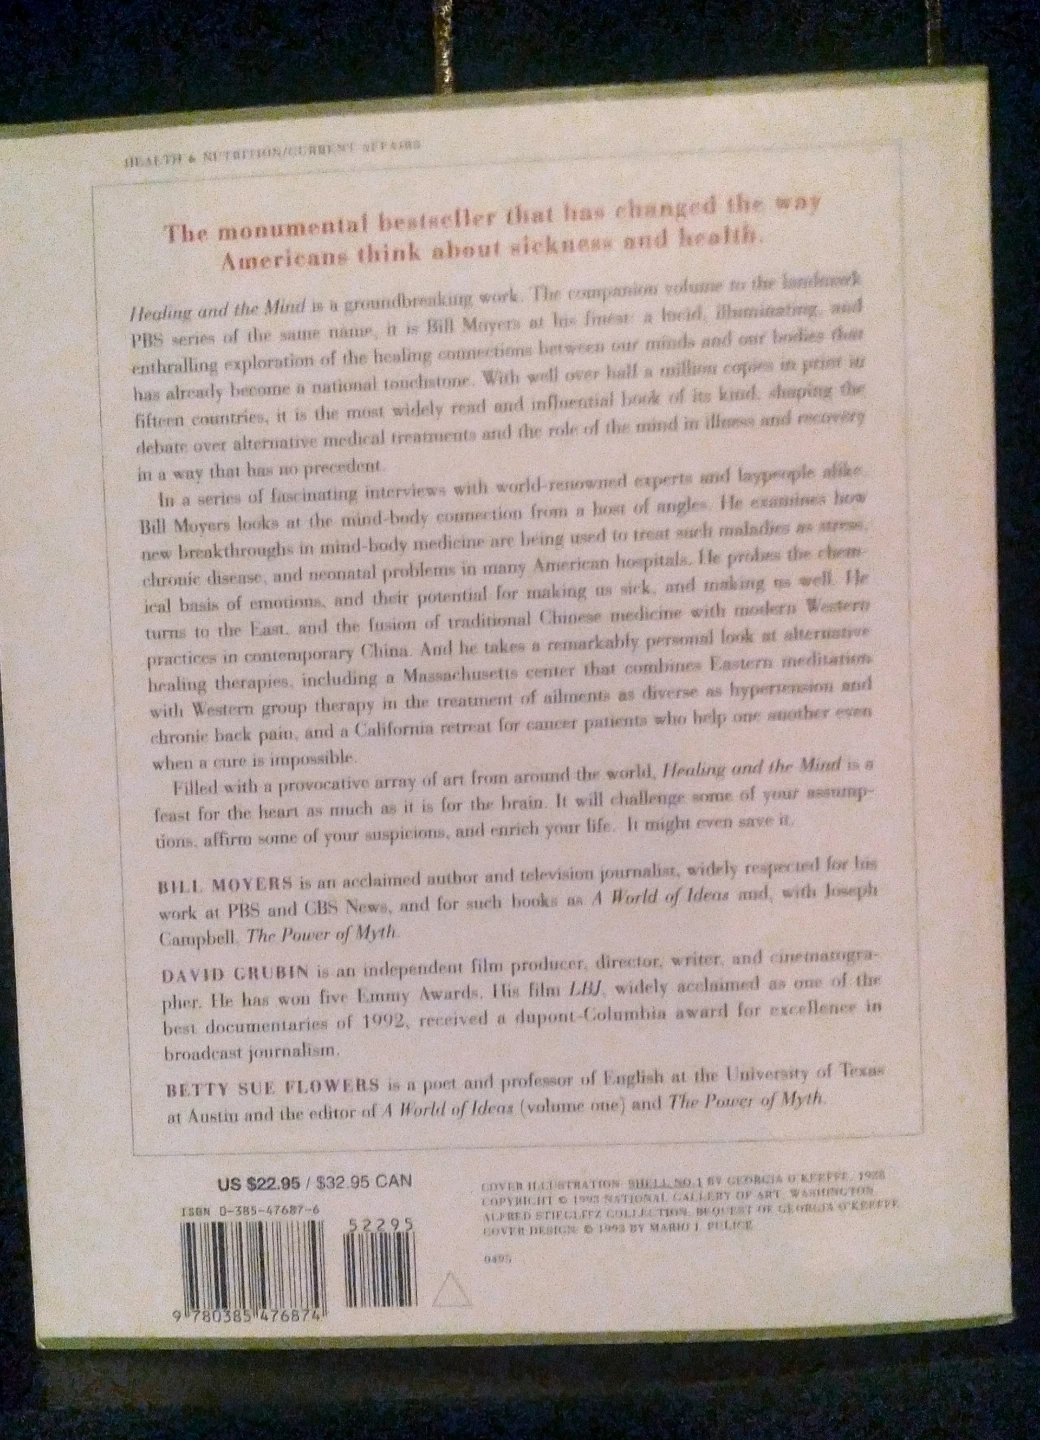 HEALTH & NUTRITION/CURRENT AFFAIRS
The monumental bestseller that has changed the way
Americans think about sickness and health.
Healing and the Mind is a groundbreaking work. The companion volume to the landmark
PBS series of the same name, it is Bill Moyers at his finest: a lucid, illuminating, and
enthralling exploration of the healing connections between our minds and our bodies that
has already become a national touchstone. With well over half a million copies in print in
fifteen countries, it is the most widely read and influential book of its kind, shaping the
debate over alternative medical treatments and the role of the mind in illness and recovery
in a way that has no precedent.
In a series of fascinating interviews with world-renowned experts and laypeople alike,
Bill Moyers looks at the mind-body connection from a host of angles. He examines how
new breakthroughs in mind-body medicine are being used to treat such maladies as stress,
chronic disease, and neonatal problems in many American hospitals. He probes the chem-
ical basis of emotions, and their potential for making us sick, and making us well. He
turns to the East, and the fusion of traditional Chinese medicine with modern Western
practices in contemporary China. And he takes a remarkably personal look at alternative
healing therapies, including a Massachusetts center that combines Eastern meditation
with Western group therapy in the treatment of ailments as diverse as hypertension and
chronic back pain, and a California retreat for cancer patients who help one another even
when a cure is impossible.
Filled with a provocative array of art from around the world, Healing and the Mind is a
feast for the heart as much as it is for the brain. It will challenge some of your assump-
tions, affirm some of your suspicions, and enrich your life. It might even save it.
BILL MOYERS is an acclaimed author and television journalist, widely respected for his
work at PBS and CBS News, and for such books as A World of Ideas and, with Joseph
Campbell, The Power of Myth.
DAVID GRUBIN is an independent film producer, director, writer, and cinematogra-
pher. He has won five Emmy Awards. His film LBJ, widely acclaimed as one of the
best documentaries of 1992, received a dupont-Columbia award for excellence in
broadcast journalism.
BETTY SUE FLOWERS is a poet and professor of English at the University of Texas
at Austin and the editor of A World of Ideas (volume one) and The Power of Myth.
US $22.95 / $32.95 CAN
ISBN 0-385-47687-6
52295
9 780385 476874
COVER ILLUSTRATION: SHELL NO.1 BY GEORGIA O'KEEFFE, 1928
COPYRIGHT © 1993 NATIONAL GALLERY OF ART, WASHINGTON,
ALFRED STIEGLITZ COLLECTION, BEQUEST OF GEORGIA O'KEEFFE
COVER DESIGN © 1993 BY MARIO J. PULICE
0495